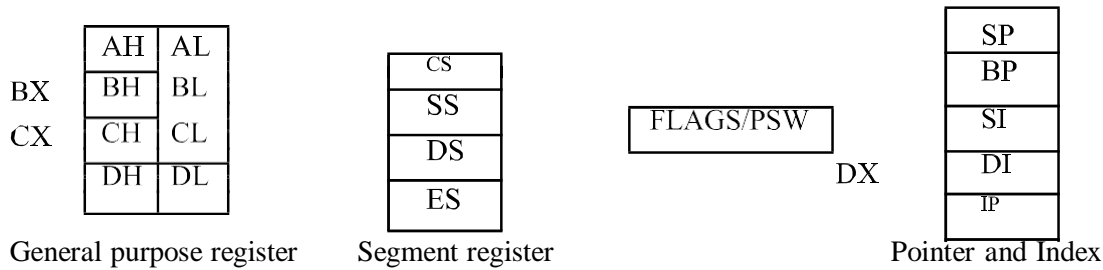 AH AL
BX BH BL
CX CH CL
DH DL
General purpose register
CS
SS
DS
ES
Segment register
FLAGS/PSW
DX
SP
BP
SI
DI
IP
Pointer and Index